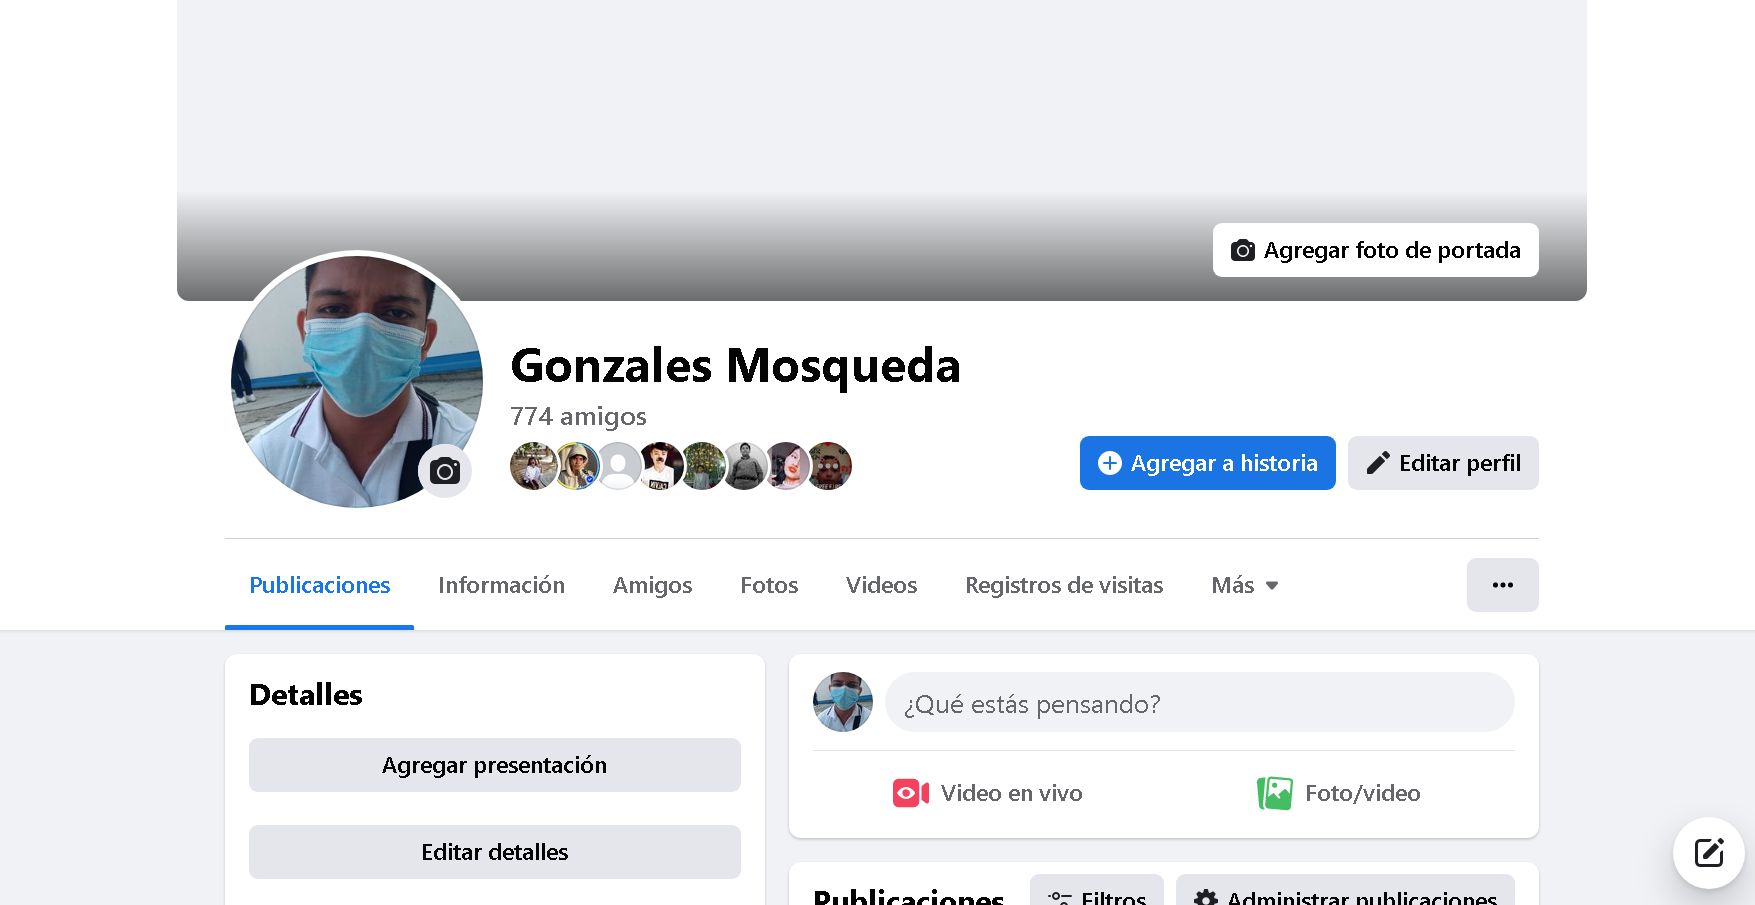 Agregar foto de portada
Gonzales Mosqueda
774 amigos
Agregar a historia
Editar perfil
Publicaciones
Información
Amigos
Fotos
Videos
Registros de visitas
Más
Detalles
Agregar presentación
Editar detalles
¿Qué estás pensando?
Video en vivo
Foto/video
Publicaciones
Filtros
Administrar publicaciones